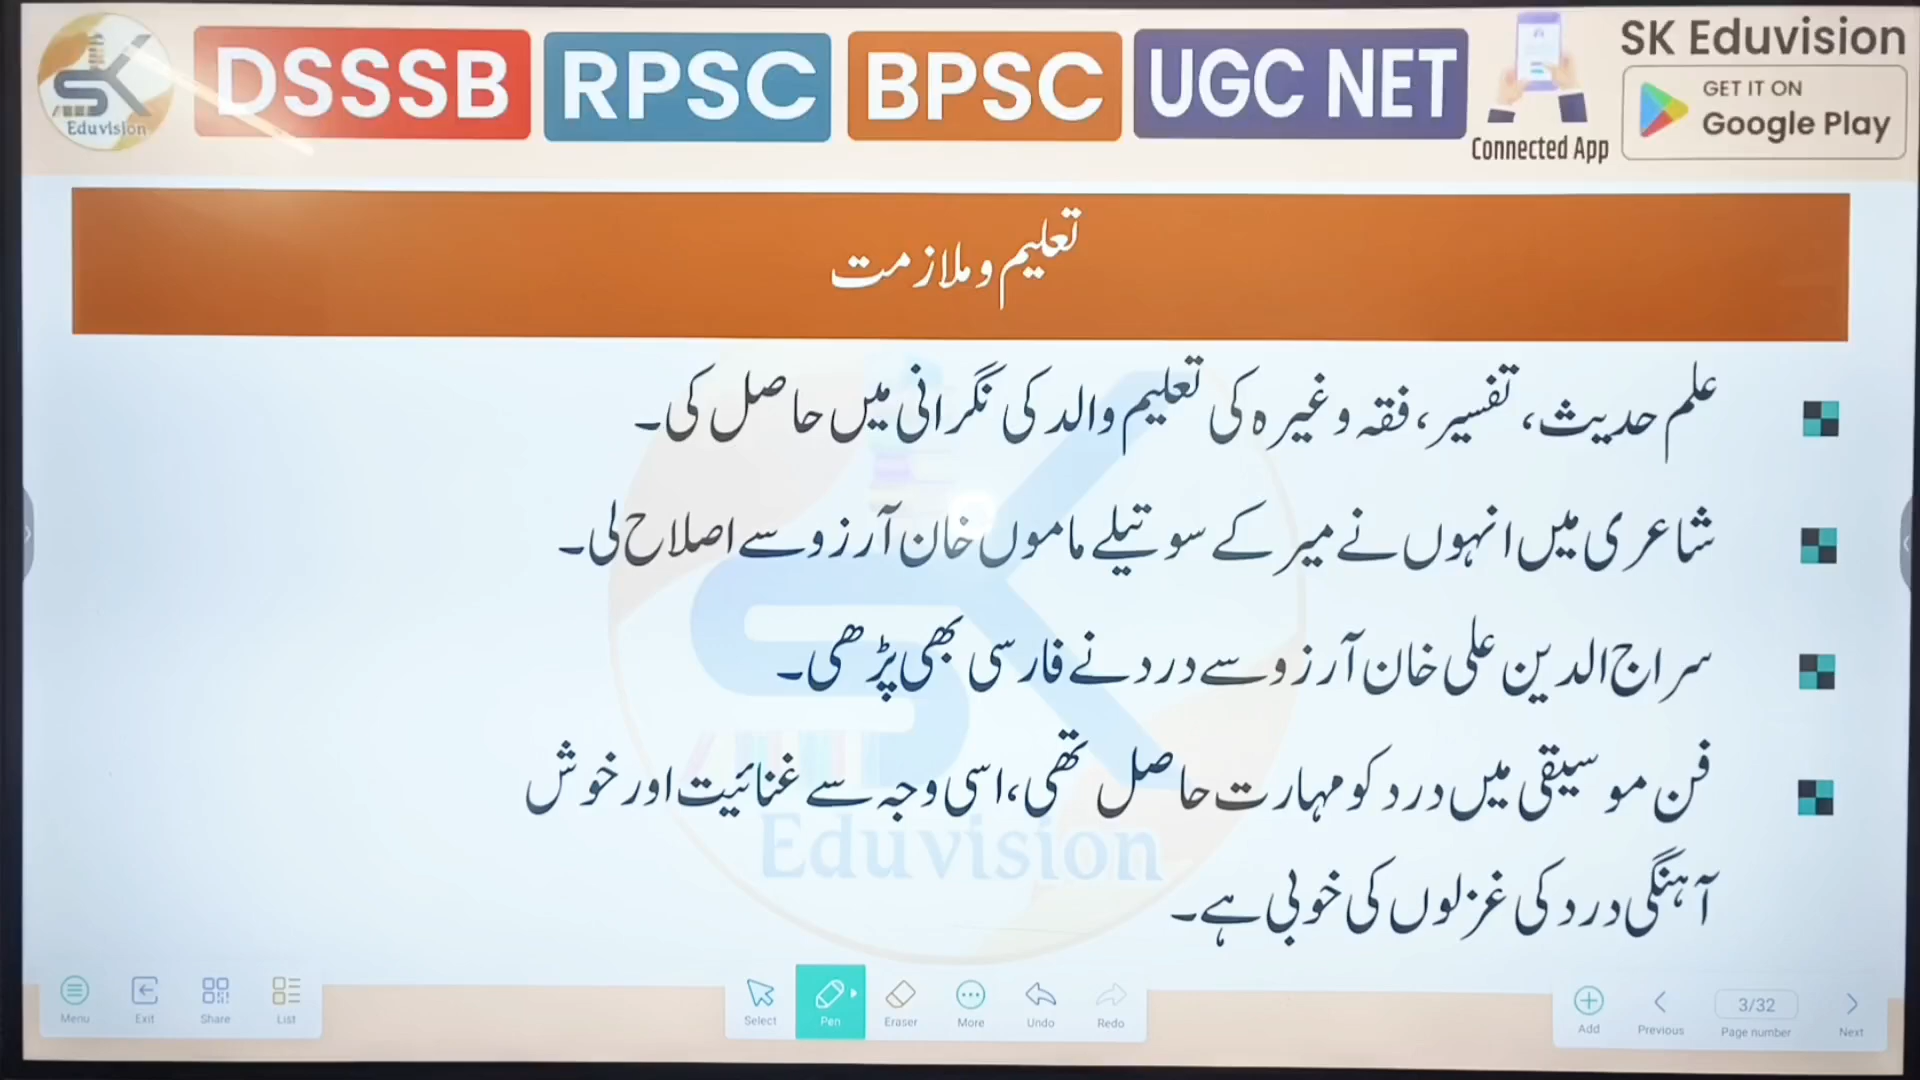 SK Eduvision
DSSSB
RPSC
BPSC
UGC NET
Connected App
SK Eduvision
GET IT ON
Google Play
تعلیم و ملازمت
علم حدیث، تفسیر، فقہ وغیرہ کی تعلیم والد کی نگرانی میں حاصل کی۔
شاعری میں انہوں نے میر کے سوتیلے ماموں خان آرزو سے اصلاح لی۔
سراج الدین علی خان آرزو سے درد نے فارسی بھی پڑھی۔
فن موسیقی میں درد کو مہارت حاصل تھی، اسی وجہ سے غنائیت اور خوش
آہنگی درد کی غزلوں کی خوبی ہے۔
SK
Eduvision
Menu
Exit
Share
List
Select
Pen
Eraser
More
Undo
Redo
Add
Previous
3/32
Page number
Next